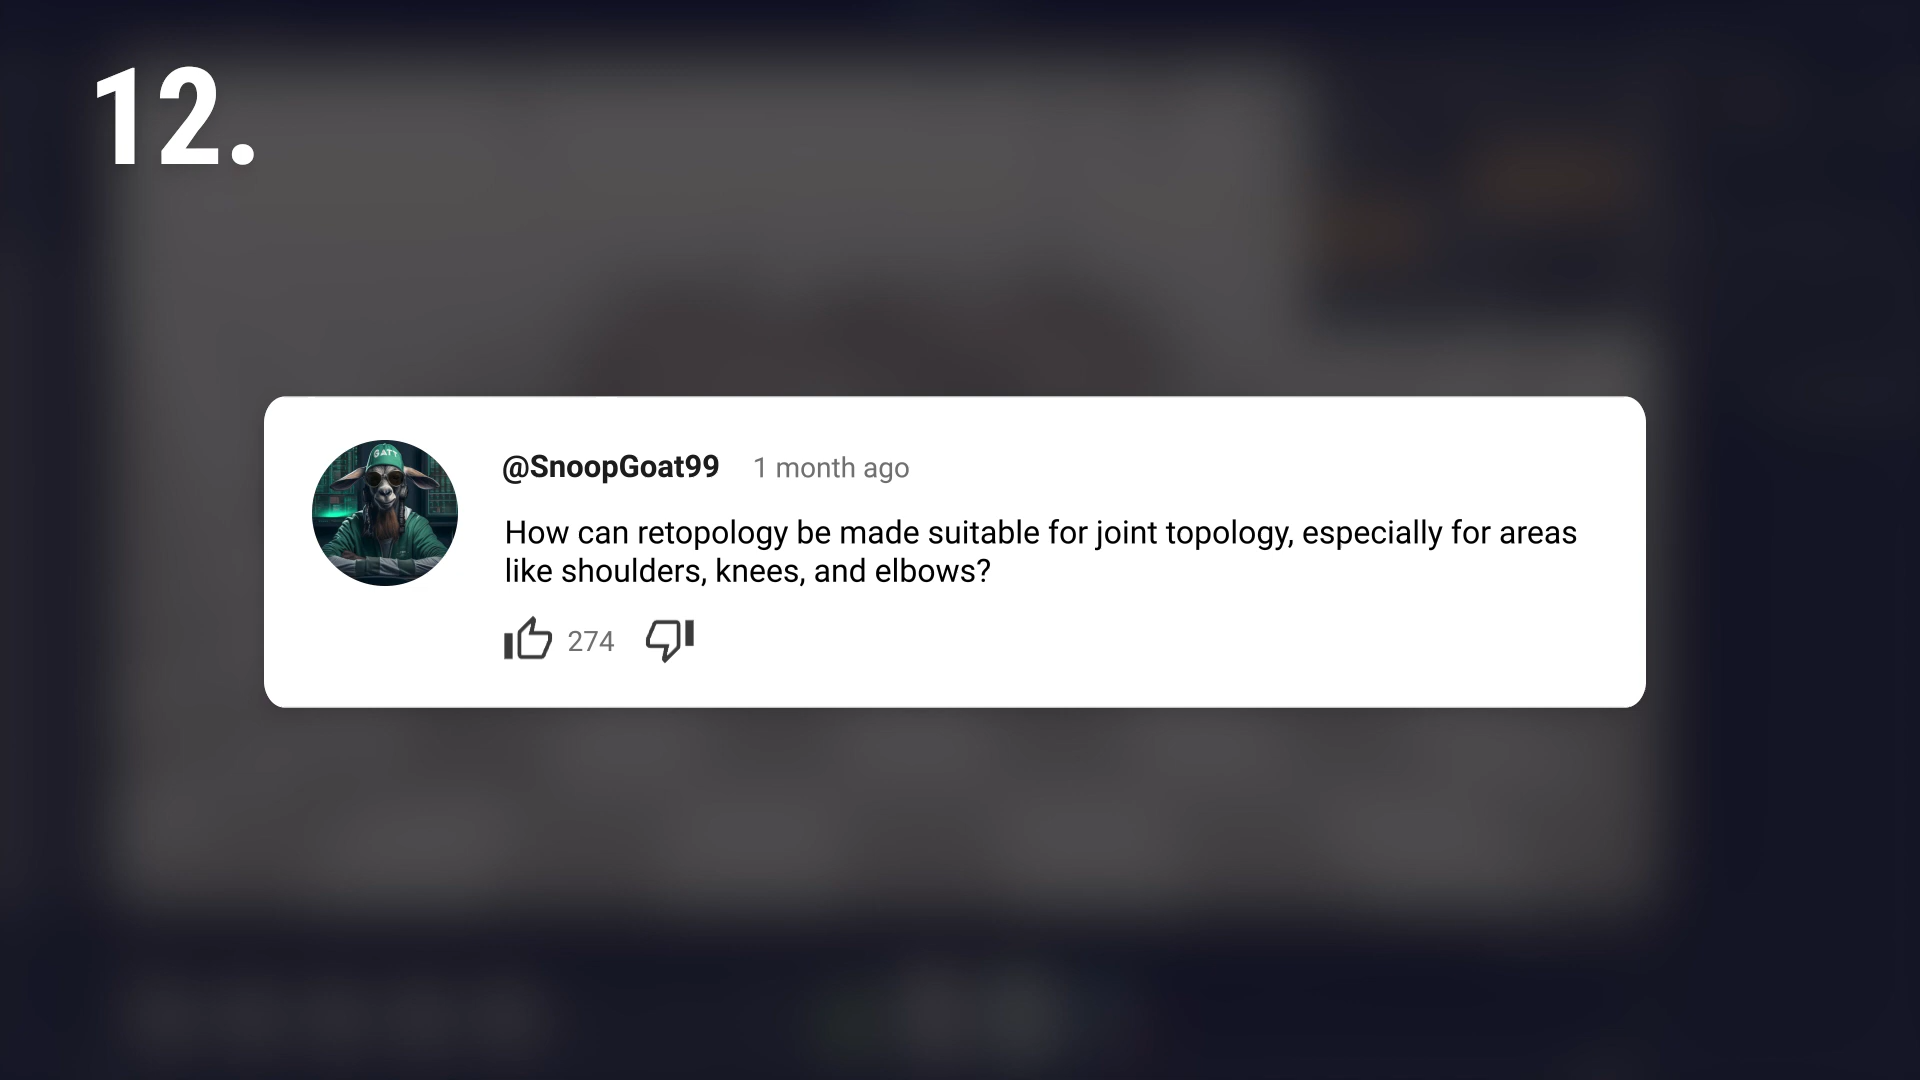 12.
GATT
@SnoopGoat99 1 month ago
How can retopology be made suitable for joint topology, especially for areas
like shoulders, knees, and elbows?
274